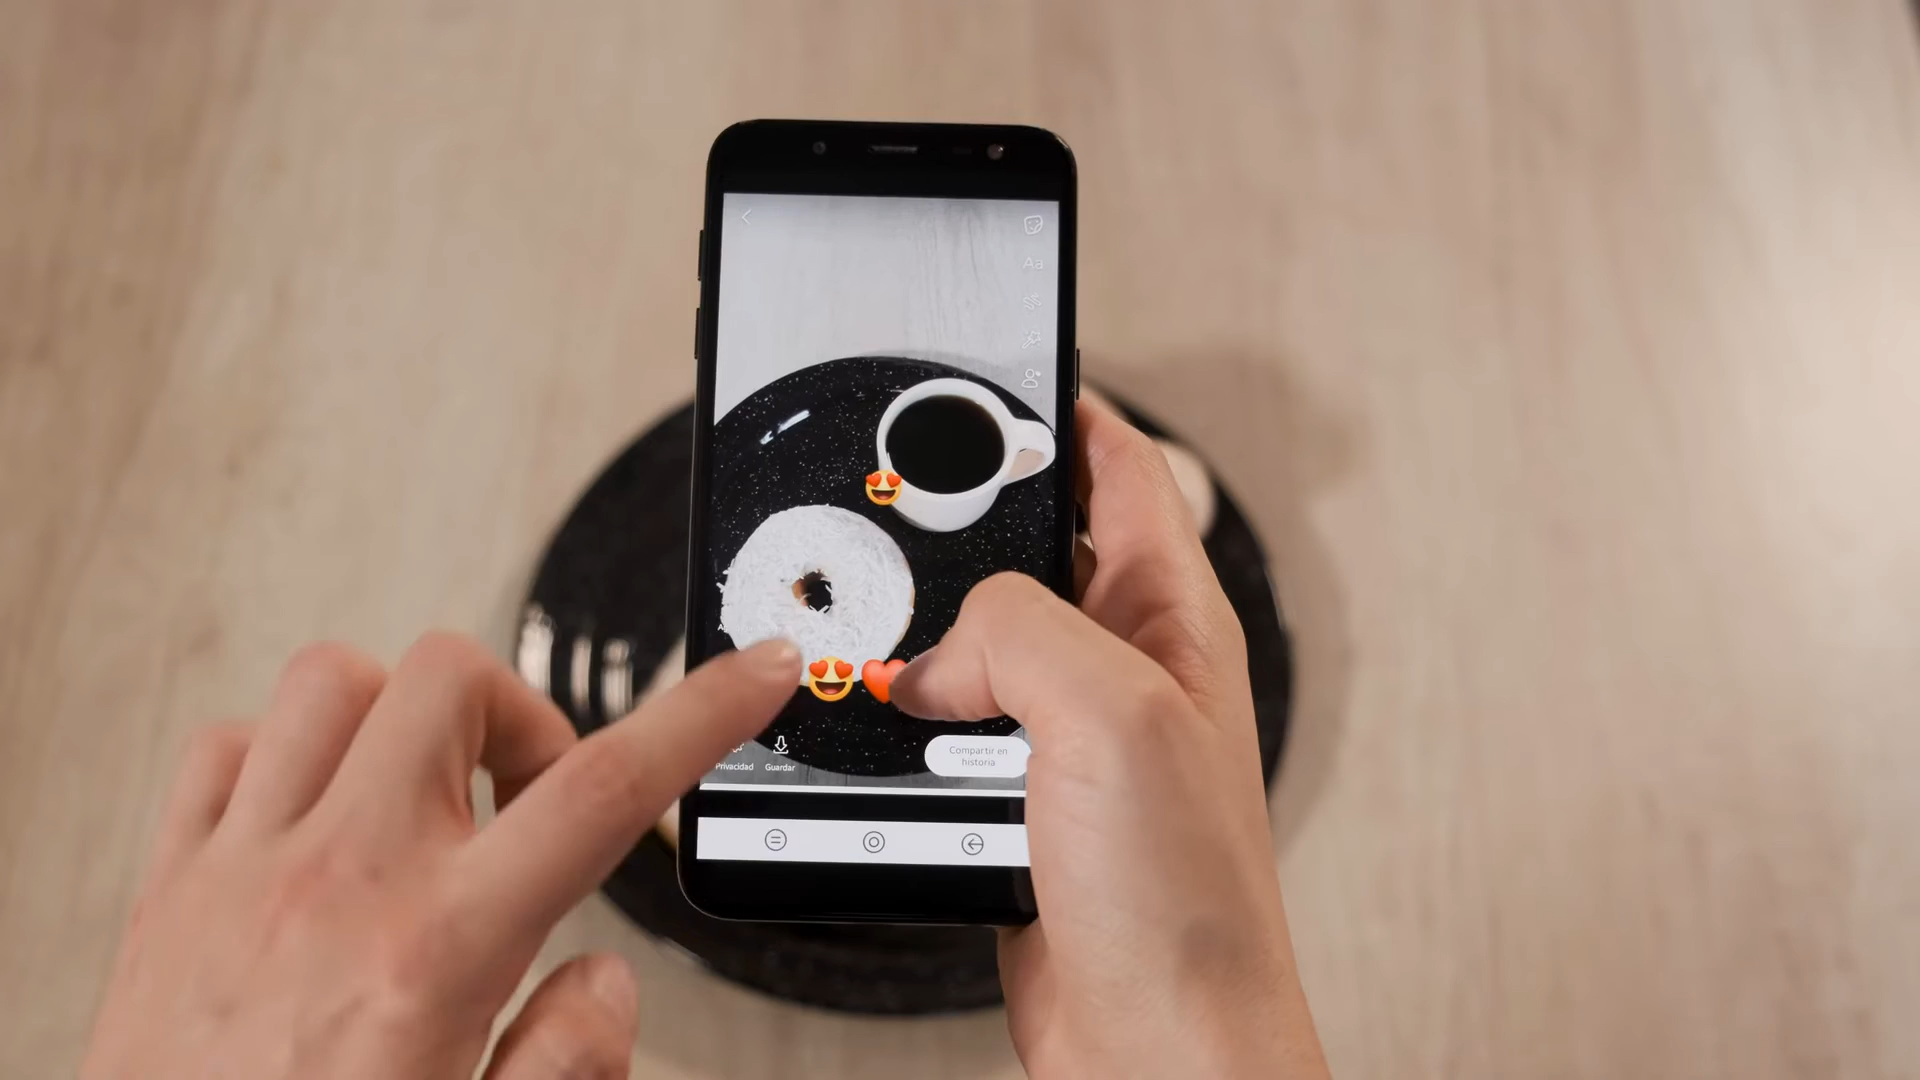 Aa
Privacidad
Guardar
Compartir en
historia